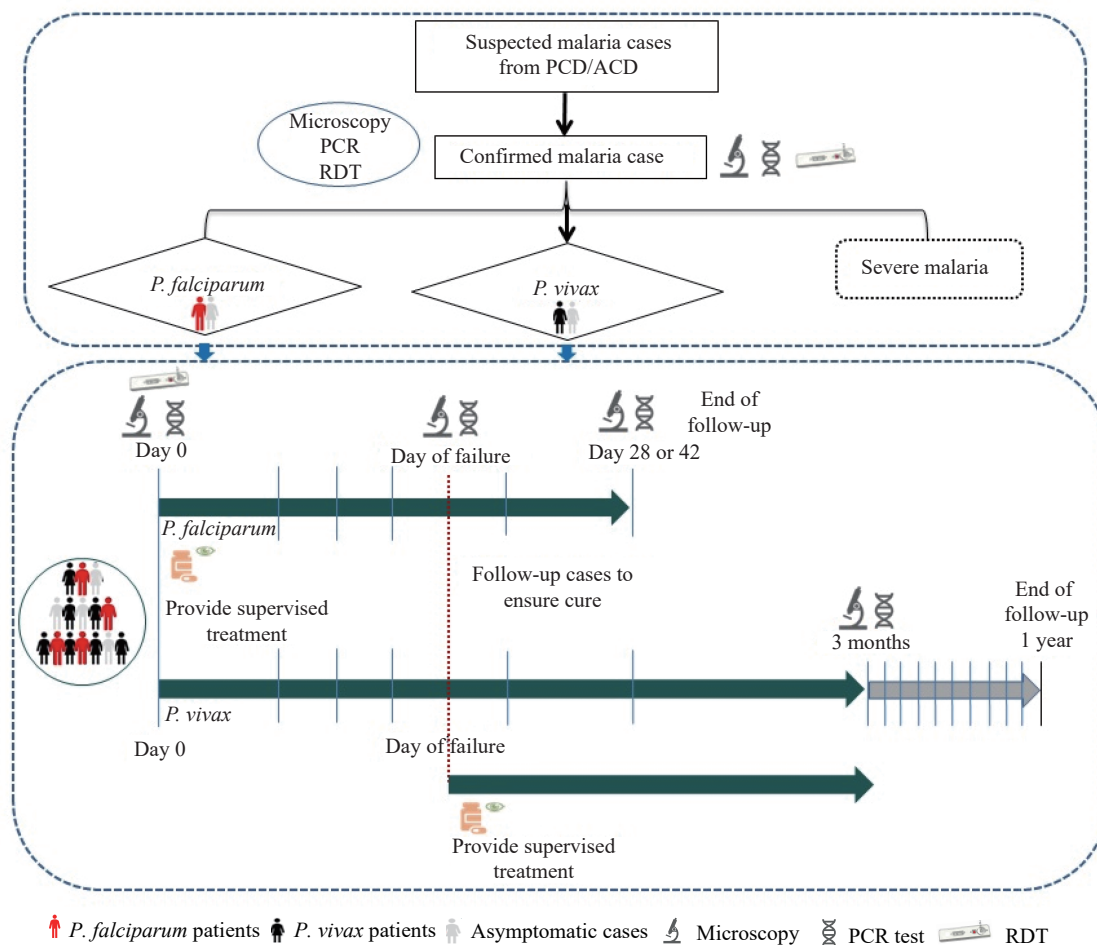 Suspected malaria cases
from PCD/ACD
Microscopy
PCR
RDT
Confirmed malaria case
P. falciparum
P. vivax
Severe malaria
Day 0
Day of failure
Day 28 or 42
End of
follow-up
P. falciparum
Provide supervised
treatment
Follow-up cases to
ensure cure
3 months
End of
follow-up
1 year
P. vivax
Day 0
Day of failure
Provide supervised
treatment
P. falciparum patients P. vivax patients Asymptomatic cases Microscopy PCR test RDT